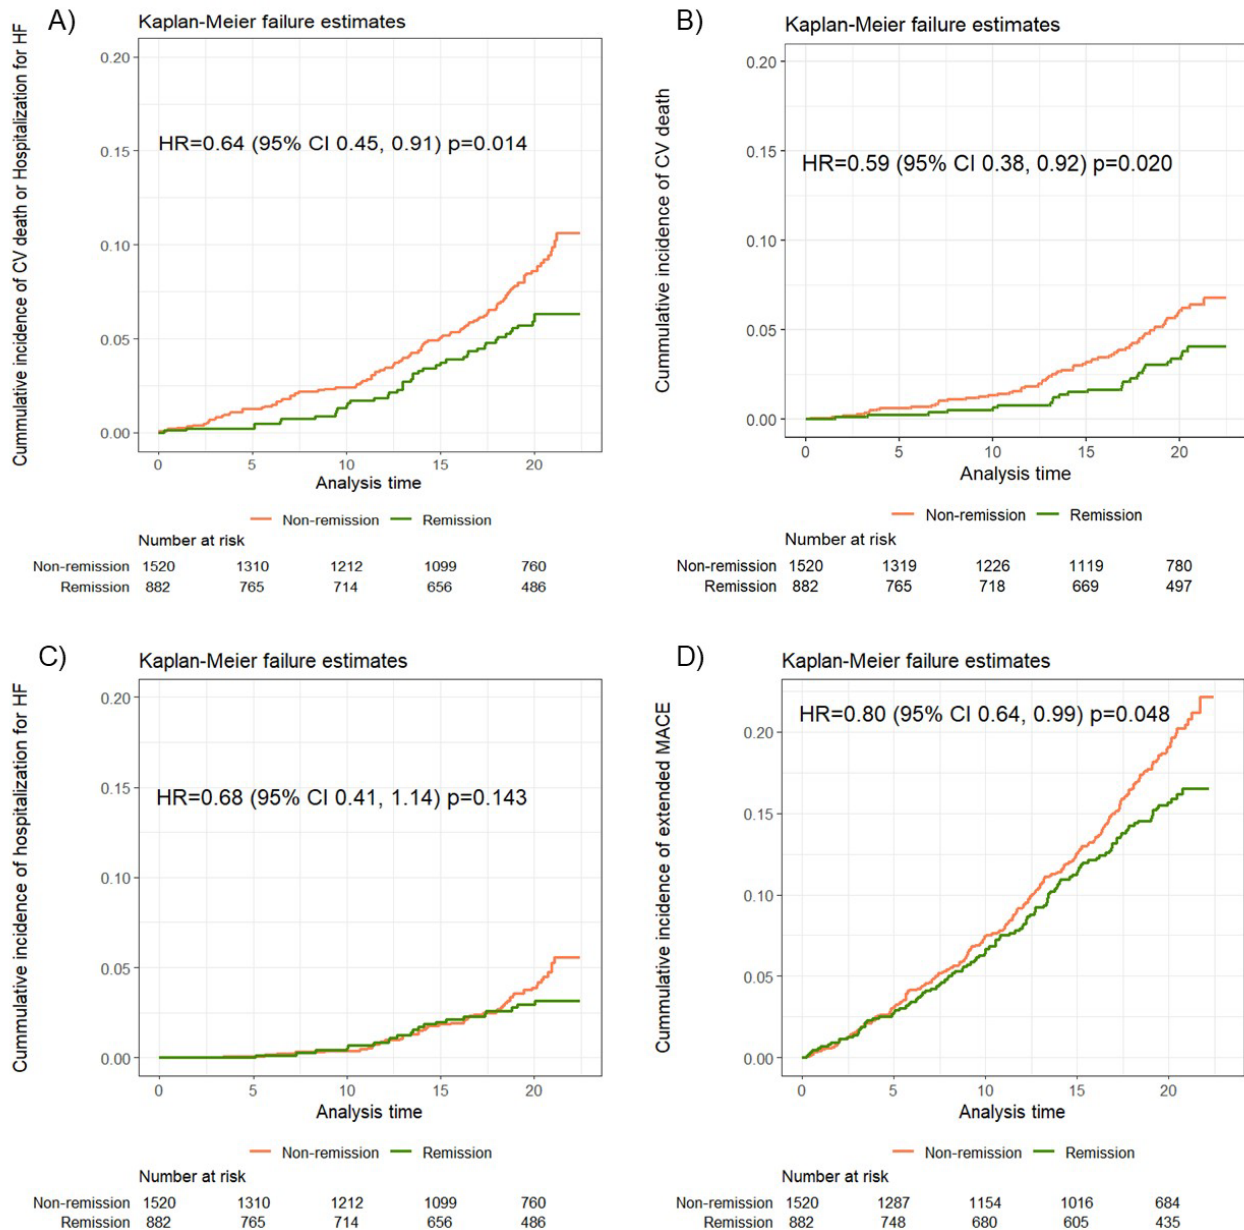 A)
Kaplan-Meier failure estimates
Cummulative incidence of CV death or Hospitalization for HF
0.20
0.15
0.10
0.05
0.00
HR=0.64 (95% CI 0.45, 0.91) p=0.014
0 5 10 15 20
Analysis time
Non-remission Remission
Number at risk
Non-remission 1520 1310 1212 1099 760
Remission 882 765 714 656 486
B)
Kaplan-Meier failure estimates
Cummulative incidence of CV death
0.20
0.15
0.10
0.05
0.00
HR=0.59 (95% CI 0.38, 0.92) p=0.020
0 5 10 15 20
Analysis time
Non-remission Remission
Number at risk
Non-remission 1520 1319 1226 1119 780
Remission 882 765 718 669 497
C)
Kaplan-Meier failure estimates
Cummulative incidence of hospitalization for HF
0.20
0.15
0.10
0.05
0.00
HR=0.68 (95% CI 0.41, 1.14) p=0.143
0 5 10 15 20
Analysis time
Non-remission Remission
Number at risk
Non-remission 1520 1310 1212 1099 760
Remission 882 765 714 656 486
D)
Kaplan-Meier failure estimates
Cummulative incidence of extended MACE
0.20
0.15
0.10
0.05
0.00
HR=0.80 (95% CI 0.64, 0.99) p=0.048
0 5 10 15 20
Analysis time
Non-remission Remission
Number at risk
Non-remission 1520 1287 1154 1016 684
Remission 882 748 680 605 435